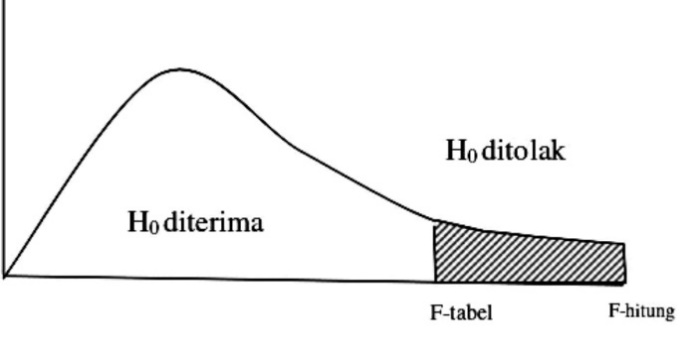 H₀ ditolak
H₀ diterima
F-tabel
F-hitung